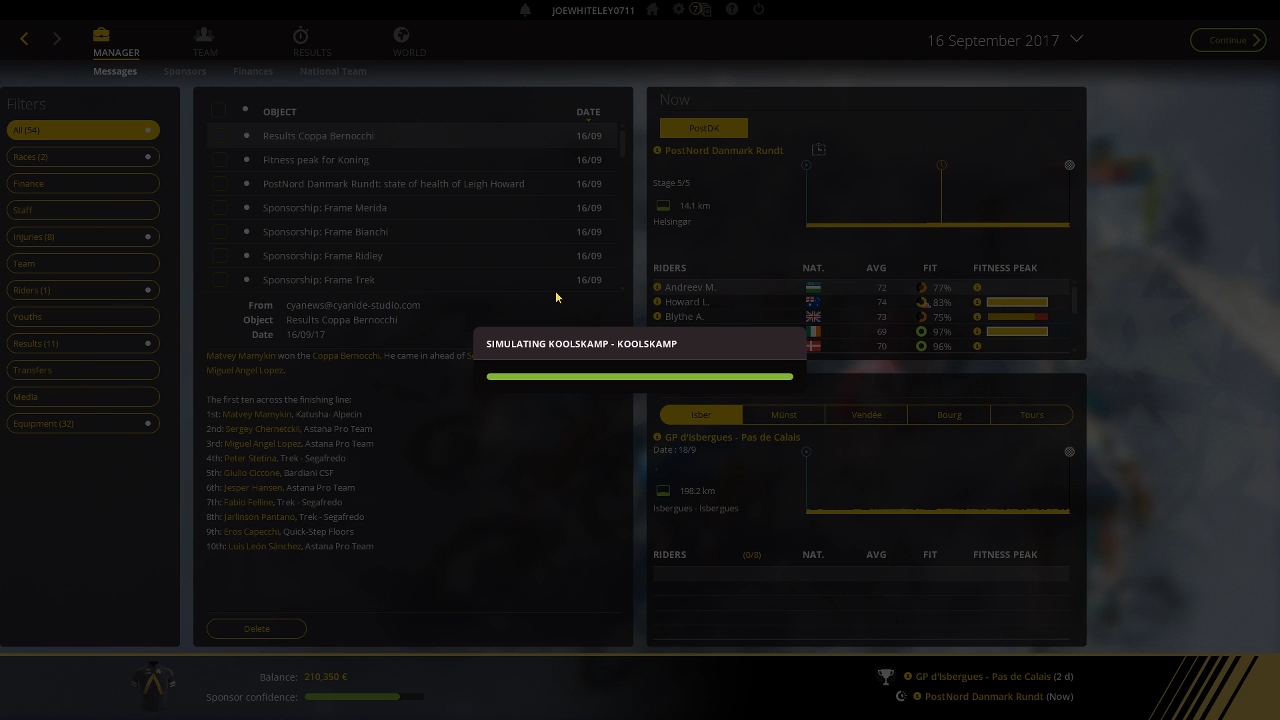 JOEWHITELEY0711
7
MANAGER
TEAM
RESULTS
WORLD
16 September 2017
Continue
Messages
Sponsors
Finances
National Team
Filters
All (54)
Races (2)
Finance
Staff
Injuries (8)
Team
Riders (1)
Youths
Results (11)
Transfers
Media
Equipment (32)
OBJECT DATE
Results Coppa Bernocchi 16/09
Fitness peak for Koning 16/09
PostNord Danmark Rundt: state of health of Leigh Howard 16/09
Sponsorship: Frame Merida 16/09
Sponsorship: Frame Bianchi 16/09
Sponsorship: Frame Ridley 16/09
Sponsorship: Frame Trek 16/09
From cyanews@cyanide-studio.com
Object Results Coppa Bernocchi
Date 16/09/17
Matvey Mamykin won the Coppa Bernocchi. He came in ahead of
Miguel Angel Lopez.
The first ten across the finishing line:
1st: Matvey Mamykin, Katusha- Alpecin
2nd: Sergey Chernetckii, Astana Pro Team
3rd: Miguel Angel Lopez, Astana Pro Team
4th: Peter Stetina, Trek - Segafredo
5th: Giulio Ciccone, Bardiani CSF
6th: Jesper Hansen, Astana Pro Team
7th: Fabio Felline, Trek - Segafredo
8th: Jarlinson Pantano, Trek - Segafredo
9th: Eros Capecchi, Quick-Step Floors
10th: Luis León Sánchez, Astana Pro Team
Delete
SIMULATING KOOLSKAMP - KOOLSKAMP
Now
PostDK
PostNord Danmark Rundt
Stage 5/5
14,1 km
Helsingør
RIDERS NAT. AVG FIT FITNESS PEAK
Andreev M. 72 77%
Howard L. 74 83%
Blythe A. 73 75%
69 97%
70 96%
Isber Münst Vendée Bourg Tours
GP d'Isbergues - Pas de Calais
Date : 18/9
198.2 km
Isbergues - Isbergues
RIDERS (0/8) NAT. AVG FIT FITNESS PEAK
Balance: 210,350 €
Sponsor confidence:
GP d'Isbergues - Pas de Calais (2 d)
PostNord Danmark Rundt (Now)